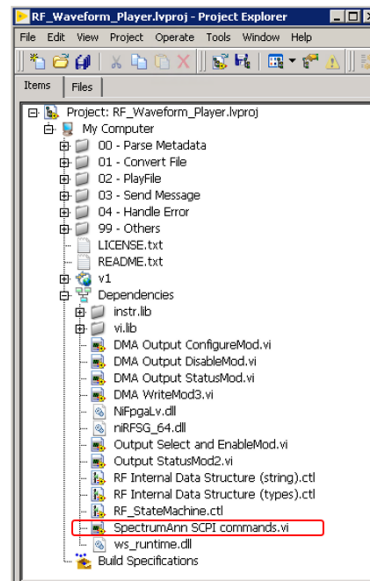 RF_Waveform_Player.lvproj - Project Explorer
File Edit View Project Operate Tools Window Help
Items Files
Project: RF_Waveform_Player.lvproj
My Computer
00 - Parse Metadata
01 - Convert File
02 - PlayFile
03 - Send Message
04 - Handle Error
99 - Others
LICENSE.txt
README.txt
v1
Dependencies
instr.lib
vi.lib
DMA Output ConfigureMod.vi
DMA Output DisableMod.vi
DMA Output StatusMod.vi
DMA WriteMod3.vi
NiFpgaLv.dll
niRFSG_64.dll
Output Select and EnableMod.vi
Output StatusMod2.vi
RF Internal Data Structure (string).ctl
RF Internal Data Structure (types).ctl
RF_StateMachine.ctl
SpectrumAnn SCPI commands.vi
ws_runtime.dll
Build Specifications